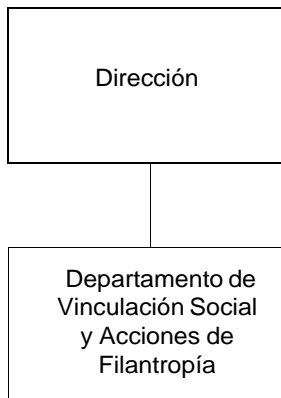 Dirección
Departamento de
Vinculación Social
y Acciones de
Filantropía